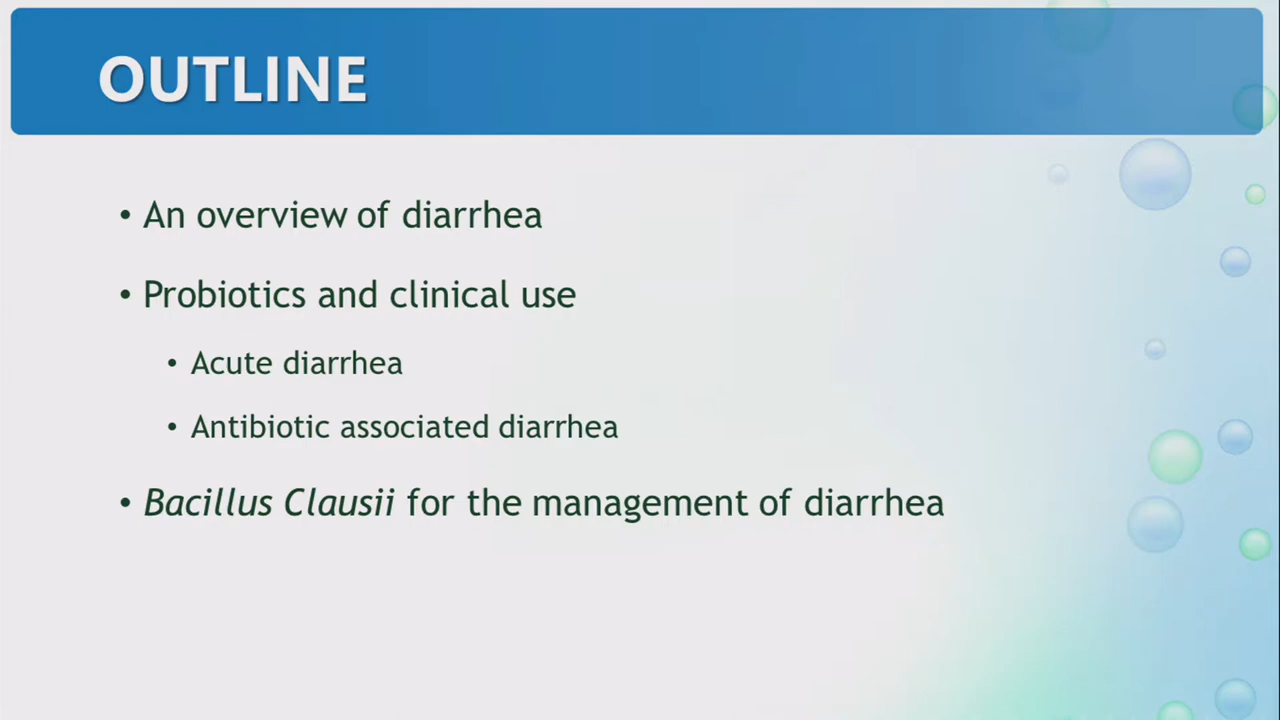 OUTLINE
• An overview of diarrhea
• Probiotics and clinical use
• Acute diarrhea
• Antibiotic associated diarrhea
• Bacillus Clausii for the management of diarrhea